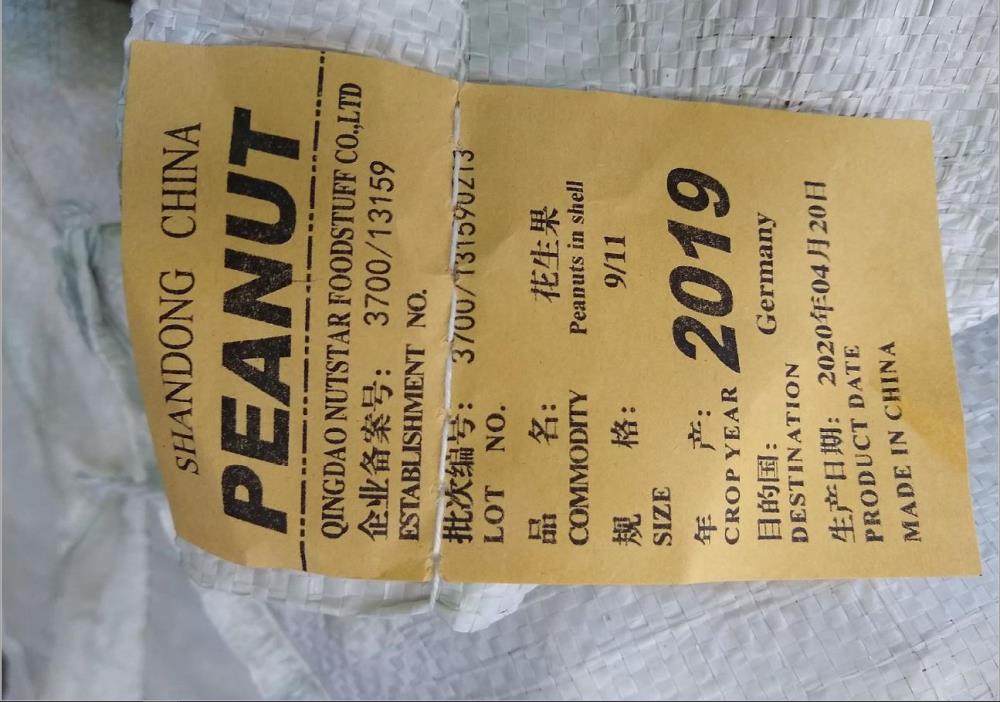 SHANDONG CHINA
PEANUT
QINGDAO NUTSTAR FOODSTUFF CO.,LTD
企业备案号: 3700/13159
ESTABLISHMENT NO.
批次编号: 3700/131590213
LOT NO.
品 名: 花生果
COMMODITY Peanuts in shell
规 格: 9/11
SIZE
年 产: 2019
CROP YEAR
目的国: Germany
DESTINATION
生产日期: 2020年04月20日
PRODUCT DATE
MADE IN CHINA